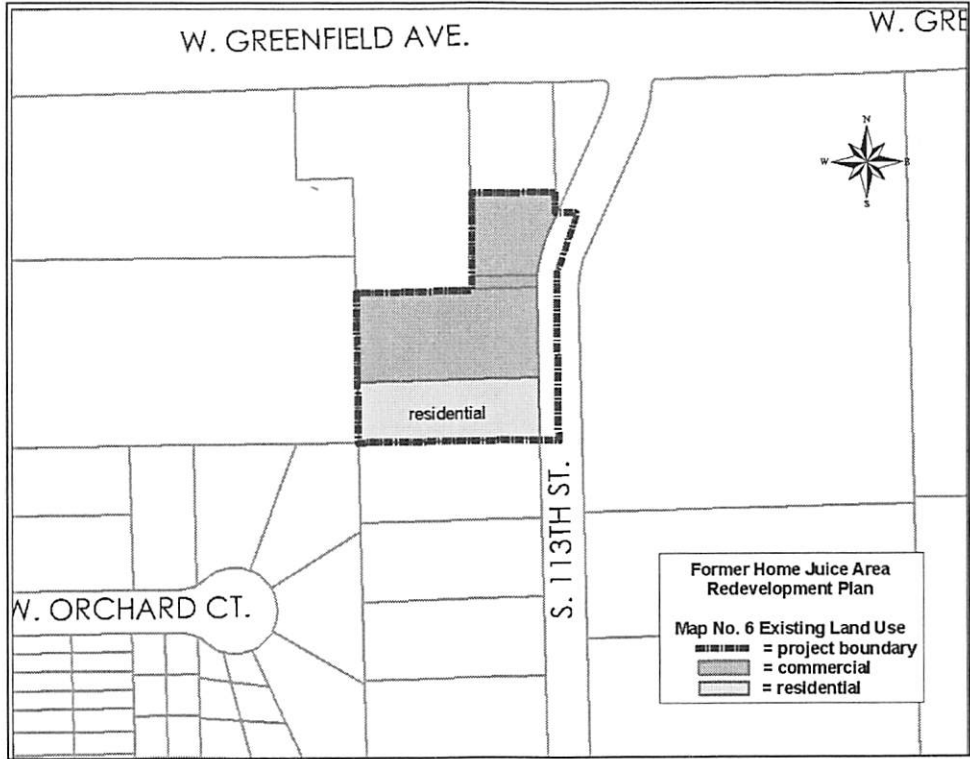 W. GREENFIELD AVE.
W. GRE
N
W
E
S
residential
S. 113TH ST.
W. ORCHARD CT.
Former Home Juice Area
Redevelopment Plan
Map No. 6 Existing Land Use
= project boundary
= commercial
= residential